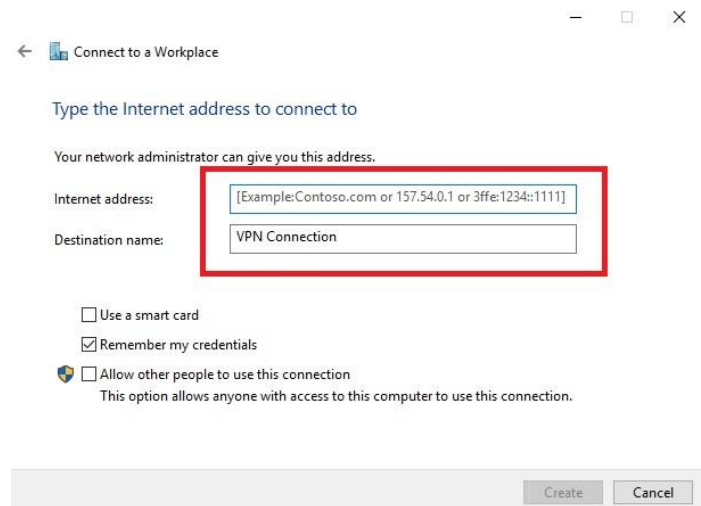 Connect to a Workplace
Type the Internet address to connect to
Your network administrator can give you this address.
Internet address: [Example:Contoso.com or 157.54.0.1 or 3ffe:1234::1111]
Destination name: VPN Connection
Use a smart card
Remember my credentials
Allow other people to use this connection
This option allows anyone with access to this computer to use this connection.
Create Cancel